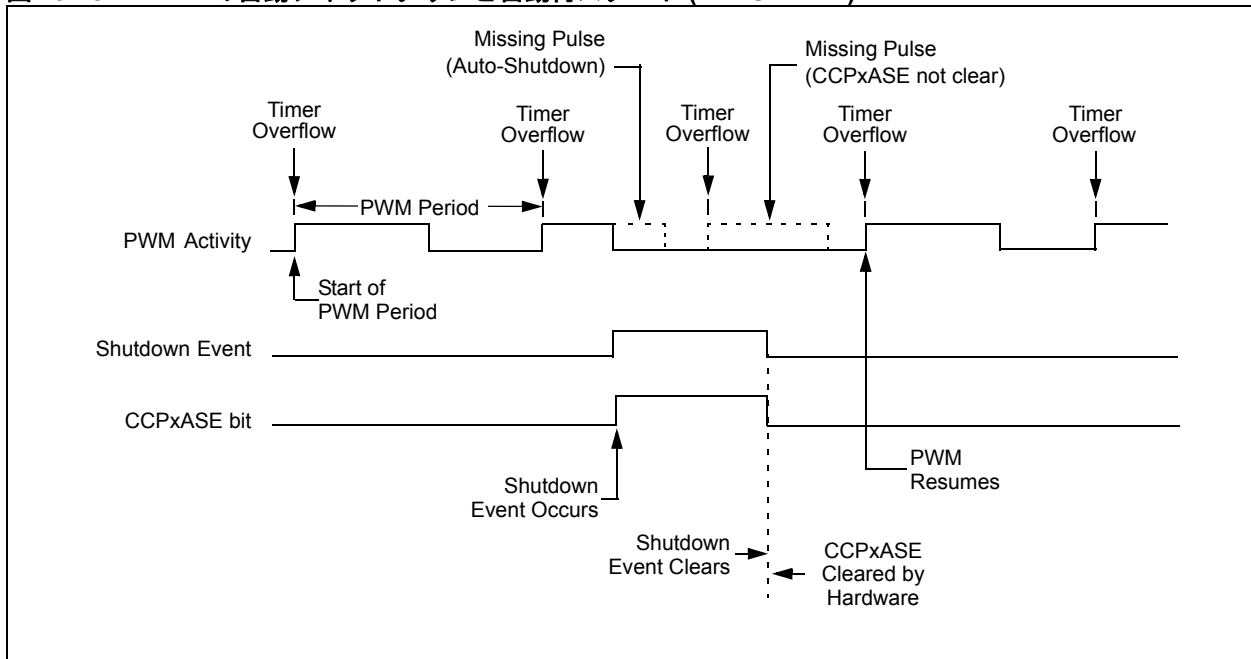 Missing Pulse
(Auto-Shutdown)
Missing Pulse
(CCPxASE not clear)
Timer
Overflow
Timer
Overflow
Timer
Overflow
Timer
Overflow
Timer
Overflow
PWM Period
PWM Activity
Start of
PWM Period
Shutdown Event
CCPxASE bit
Shutdown
Event Occurs
PWM
Resumes
Shutdown
Event Clears
CCPxASE
Cleared by
Hardware